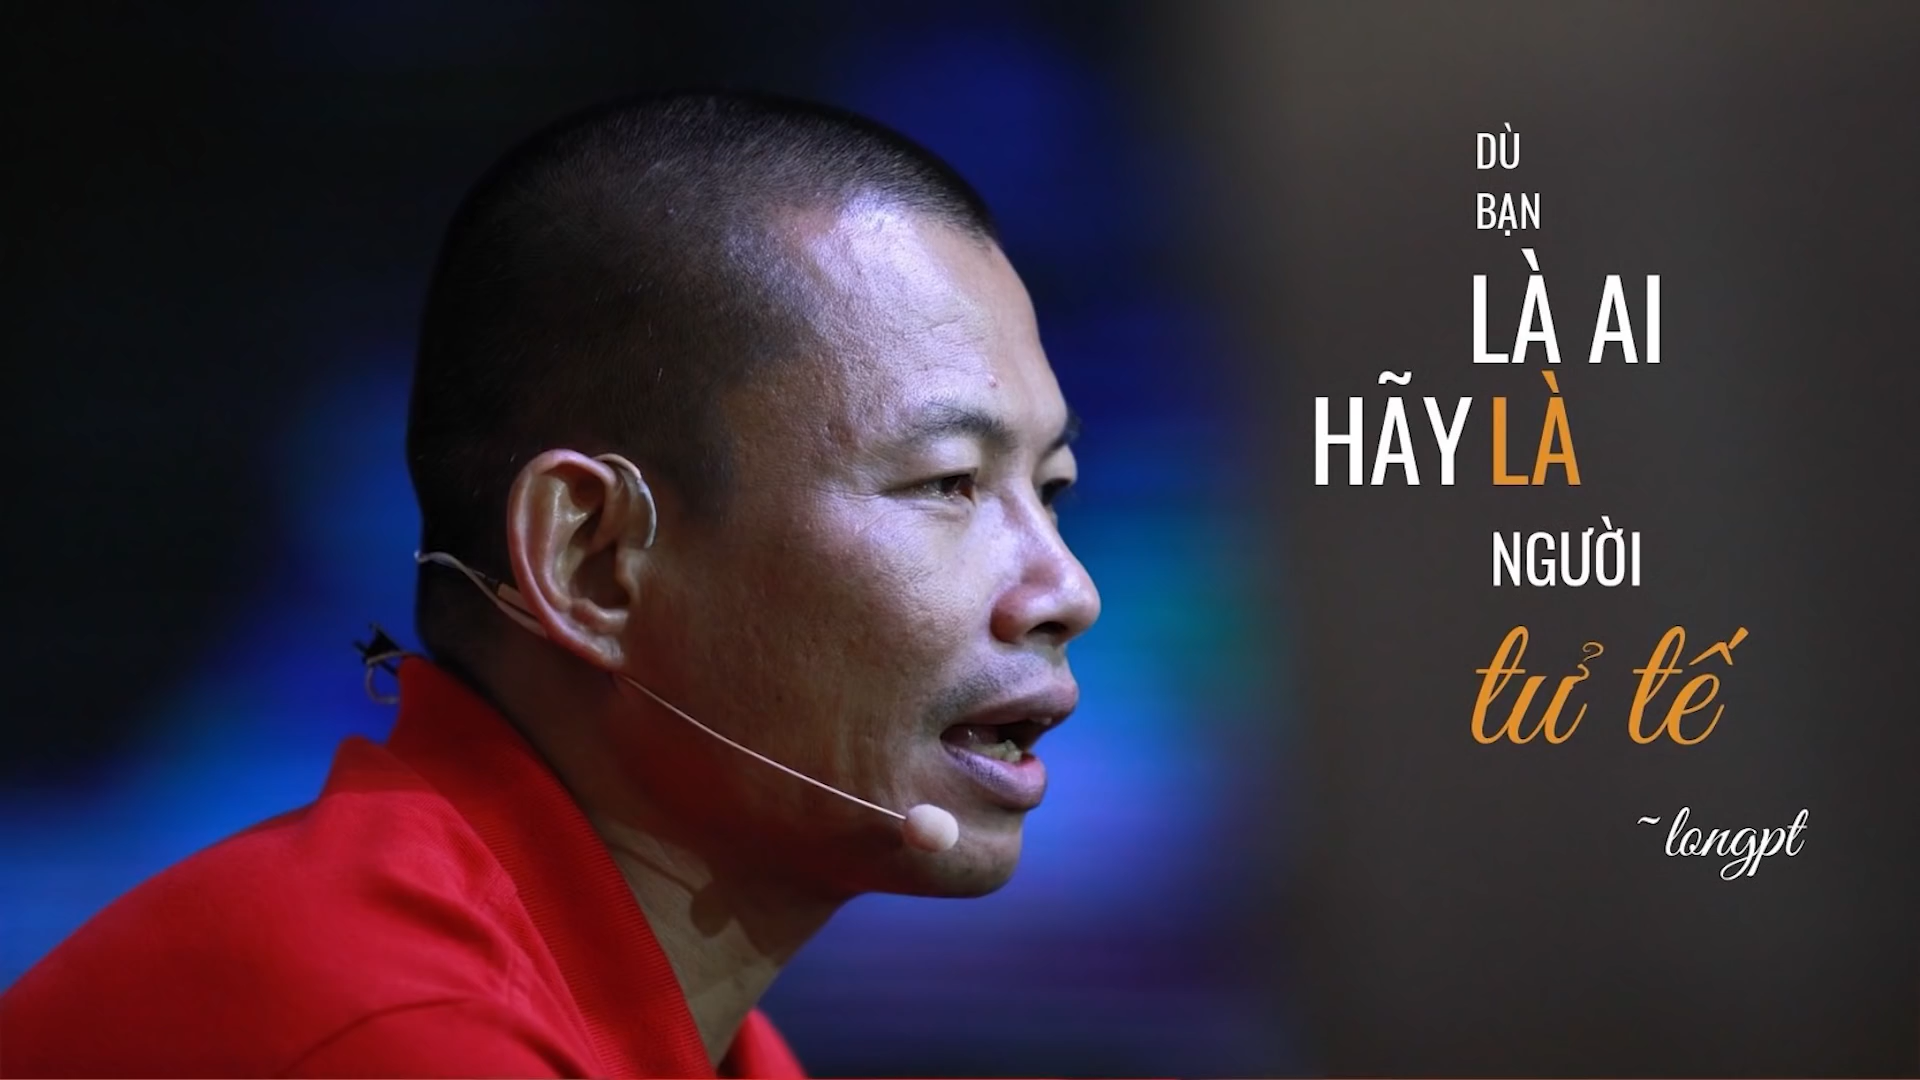 DÙ
BẠN
LÀ AI
HÃY LÀ
NGƯỜI
tử tế
~longpt